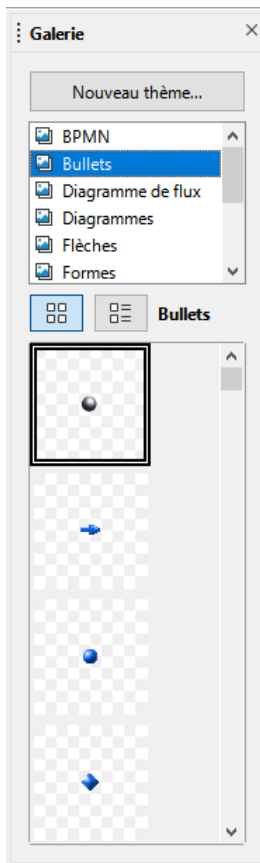 Galerie
Nouveau thème...
BPMN
Bullets
Diagramme de flux
Diagrammes
Flèches
Formes
Bullets